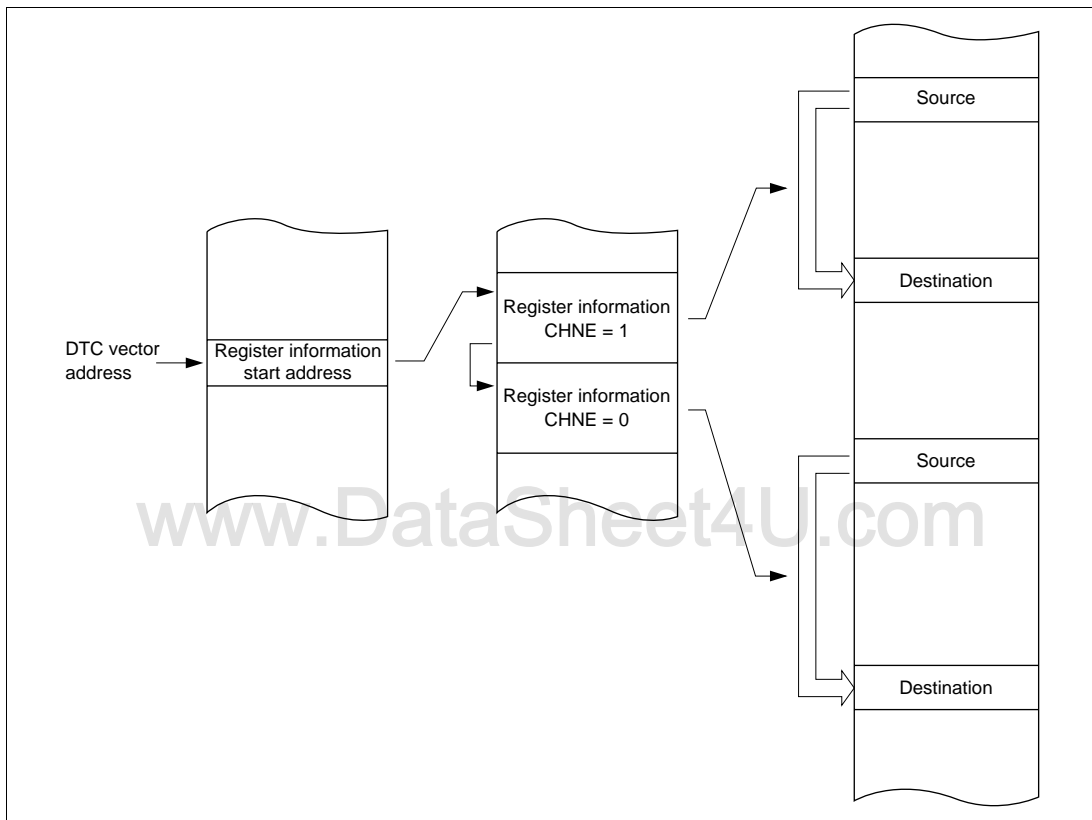 DTC vector
address
Register information
start address
Register information
CHNE = 1
Register information
CHNE = 0
Source
Destination
Source
Destination
www.DataSheet4U.com